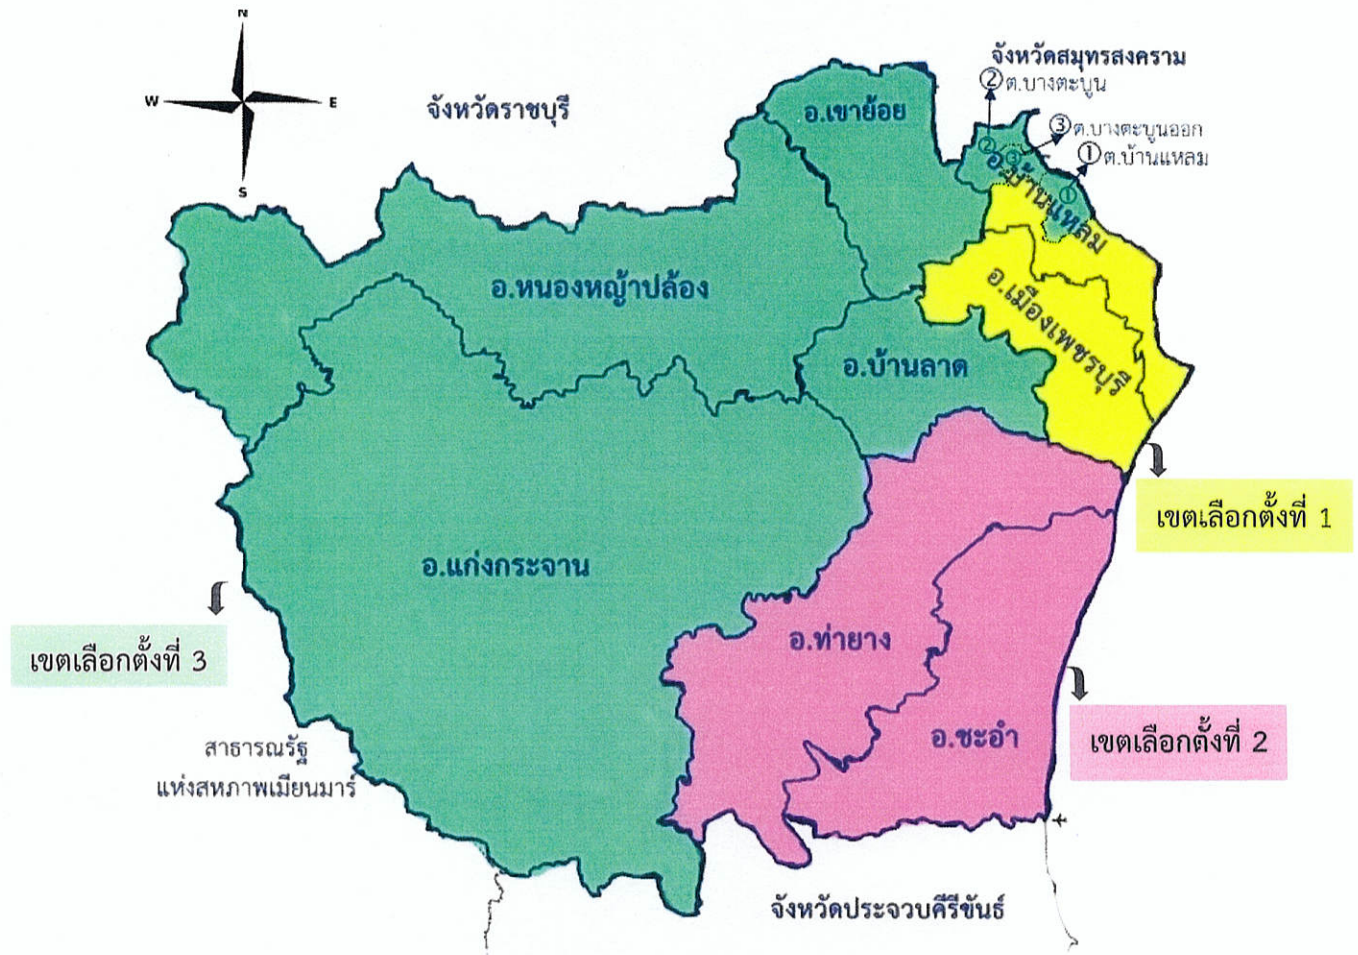 N
W
E
S
จังหวัดราชบุรี
จังหวัดสมุทรสงคราม
②ต.บางตะบูน
อ.เขาย้อย
③ต.บางตะบูนออก
①ต.บ้านแหลม
②
③
①
อ.บ้านแหลม
อ.หนองหญ้าปล้อง
อ.เมืองเพชรบุรี
อ.บ้านลาด
เขตเลือกตั้งที่ 1
อ.แก่งกระจาน
อ.ท่ายาง
เขตเลือกตั้งที่ 3
อ.ชะอำ
เขตเลือกตั้งที่ 2
สาธารณรัฐ
แห่งสหภาพเมียนมาร์
จังหวัดประจวบคีรีขันธ์